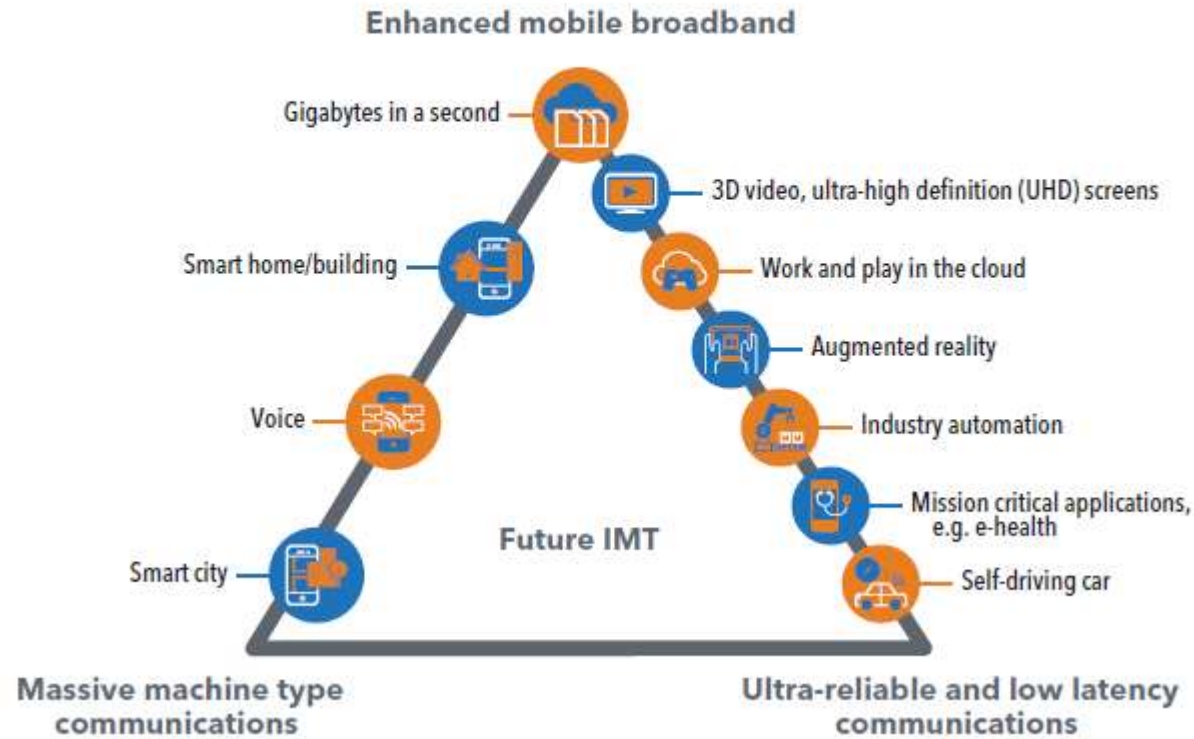 Enhanced mobile broadband
Gigabytes in a second
3D video, ultra-high definition (UHD) screens
Smart home/building
Work and play in the cloud
Augmented reality
Voice
Industry automation
Mission critical applications,
e.g. e-health
Future IMT
Smart city
Self-driving car
Massive machine type
communications
Ultra-reliable and low latency
communications